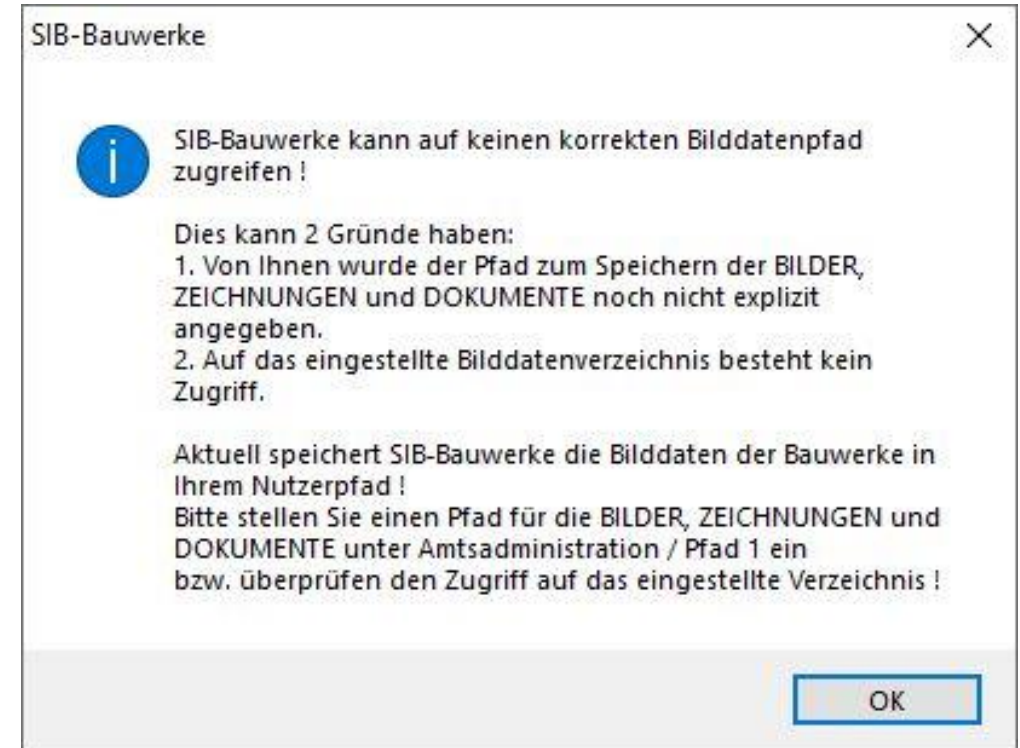 SIB-Bauwerke
SIB-Bauwerke kann auf keinen korrekten Bilddatenpfad
zugreifen !
Dies kann 2 Gründe haben:
1. Von Ihnen wurde der Pfad zum Speichern der BILDER,
ZEICHNUNGEN und DOKUMENTE noch nicht explizit
angegeben.
2. Auf das eingestellte Bilddatenverzeichnis besteht kein
Zugriff.
Aktuell speichert SIB-Bauwerke die Bilddaten der Bauwerke in
Ihrem Nutzerpfad !
Bitte stellen Sie einen Pfad für die BILDER, ZEICHNUNGEN und
DOKUMENTE unter Amtsadministration / Pfad 1 ein
bzw. überprüfen den Zugriff auf das eingestellte Verzeichnis !
OK